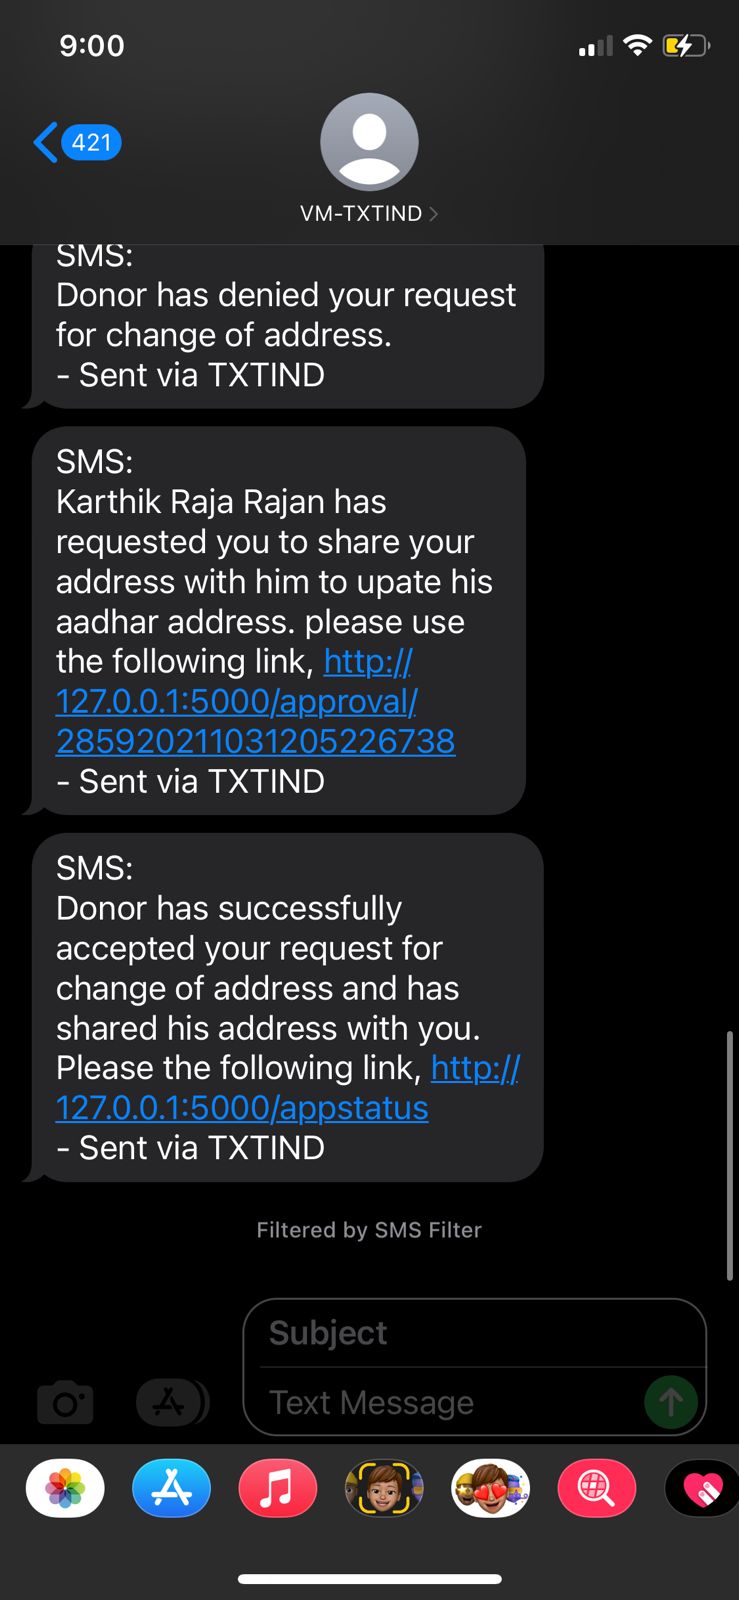 9:00
421
VM-TXTIND
SMS:
Donor has denied your request
for change of address.
- Sent via TXTIND
SMS:
Karthik Raja Rajan has
requested you to share your
address with him to upate his
aadhar address. please use
the following link, http://
127.0.0.1:5000/approval/
285920211031205226738
- Sent via TXTIND
SMS:
Donor has successfully
accepted your request for
change of address and has
shared his address with you.
Please the following link, http://
127.0.0.1:5000/appstatus
- Sent via TXTIND
Filtered by SMS Filter
Subject
Text Message